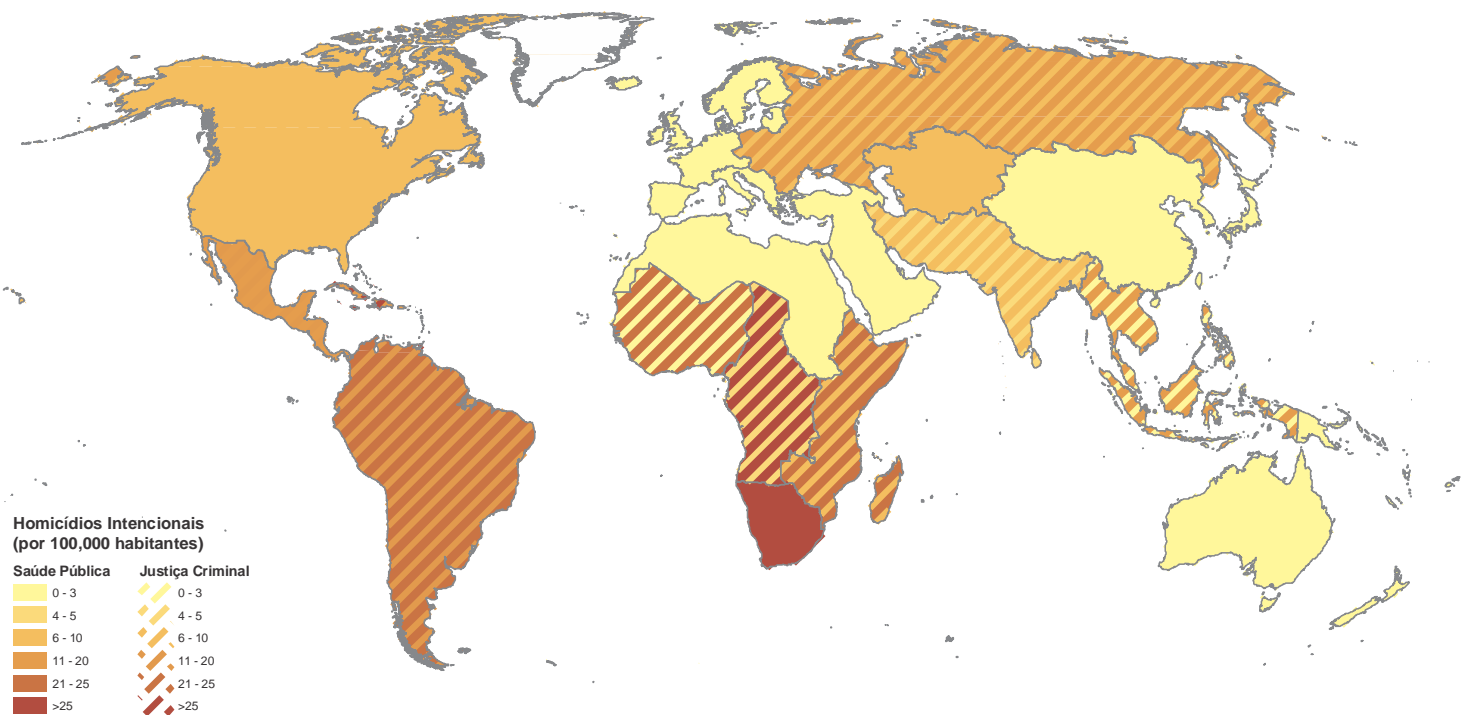 Homicídios Intencionais
(por 100,000 habitantes)
Saúde Pública Justiça Criminal
0 - 3 0 - 3
4 - 5 4 - 5
6 - 10 6 - 10
11 - 20 11 - 20
21 - 25 21 - 25
>25 >25